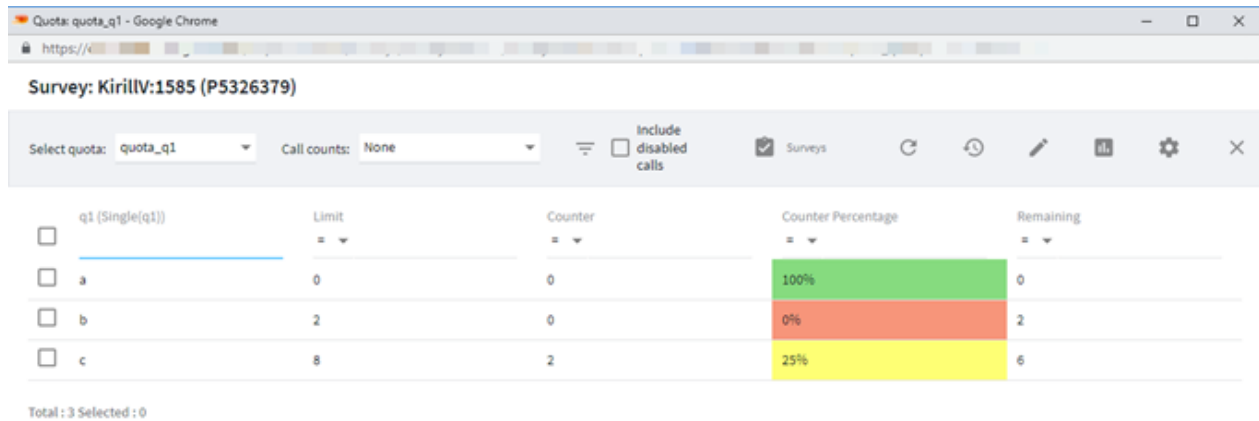 Quota: quota_q1 - Google Chrome
https://
Survey: KirillV:1585 (P5326379)
Select quota: quota_q1 Call counts: None Include disabled calls Surveys
q1 (Single(q1)) Limit Counter Counter Percentage Remaining
= = = =
a 0 0 100% 0
b 2 0 0% 2
c 8 2 25% 6
Total : 3 Selected : 0